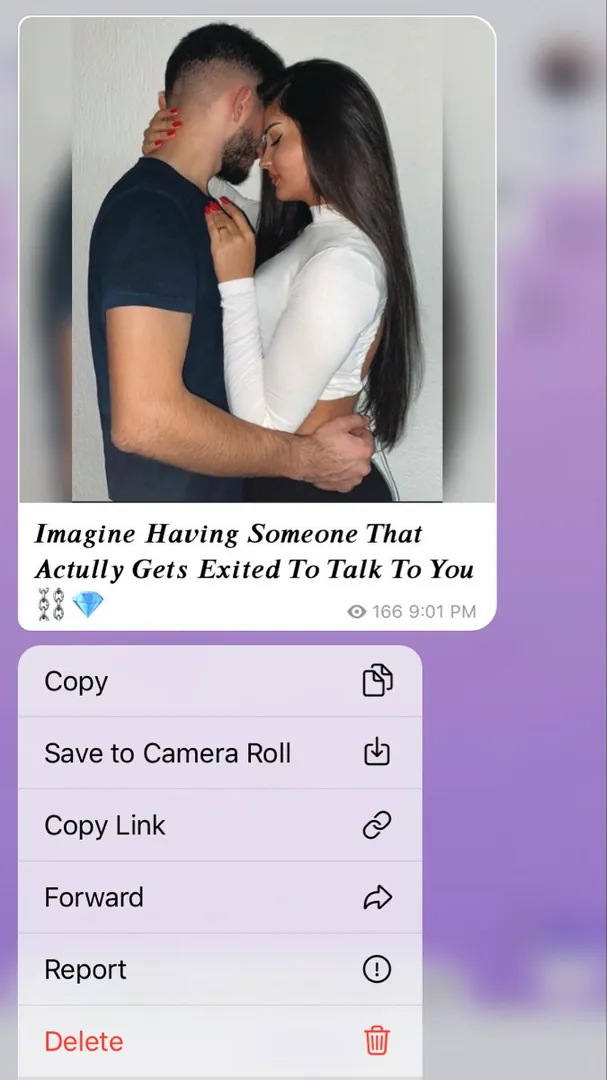 Imagine Having Someone That
Actully Gets Exited To Talk To You
⛓️💎
166 9:01 PM
Copy
Save to Camera Roll
Copy Link
Forward
Report
Delete